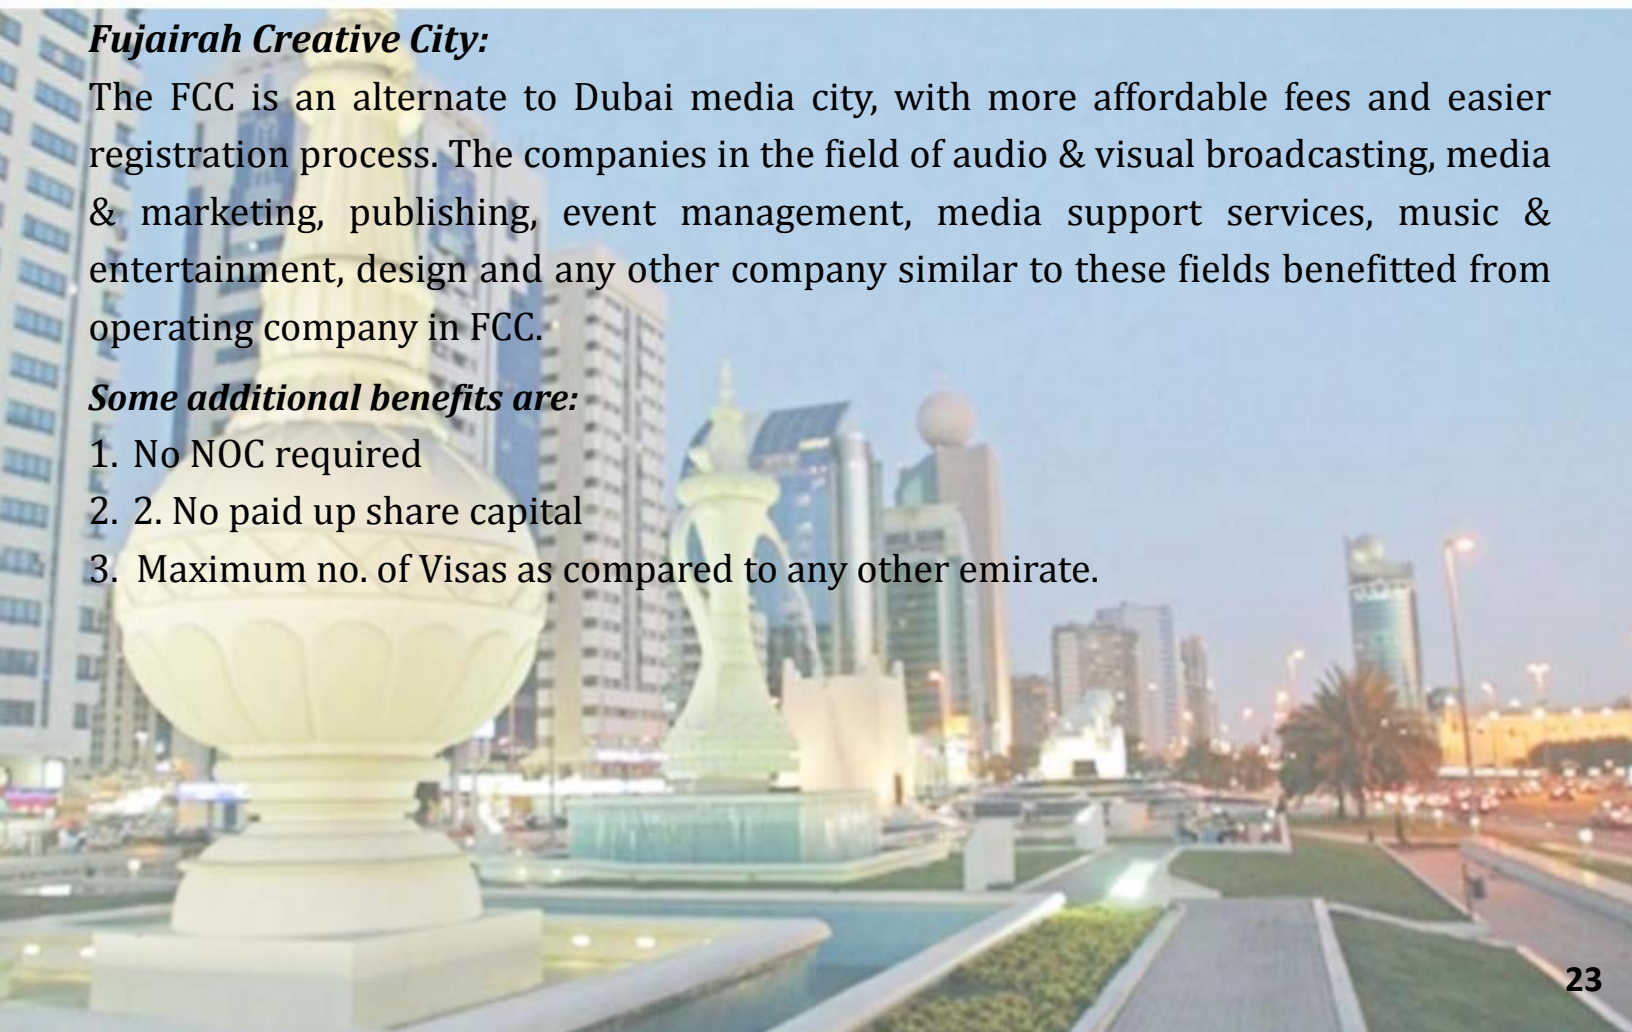 Fujairah Creative City:
The FCC is an alternate to Dubai media city, with more affordable fees and easier
registration process. The companies in the field of audio & visual broadcasting, media
& marketing, publishing, event management, media support services, music &
entertainment, design and any other company similar to these fields benefitted from
operating company in FCC.
Some additional benefits are:
1. No NOC required
2. 2. No paid up share capital
3. Maximum no. of Visas as compared to any other emirate.
23